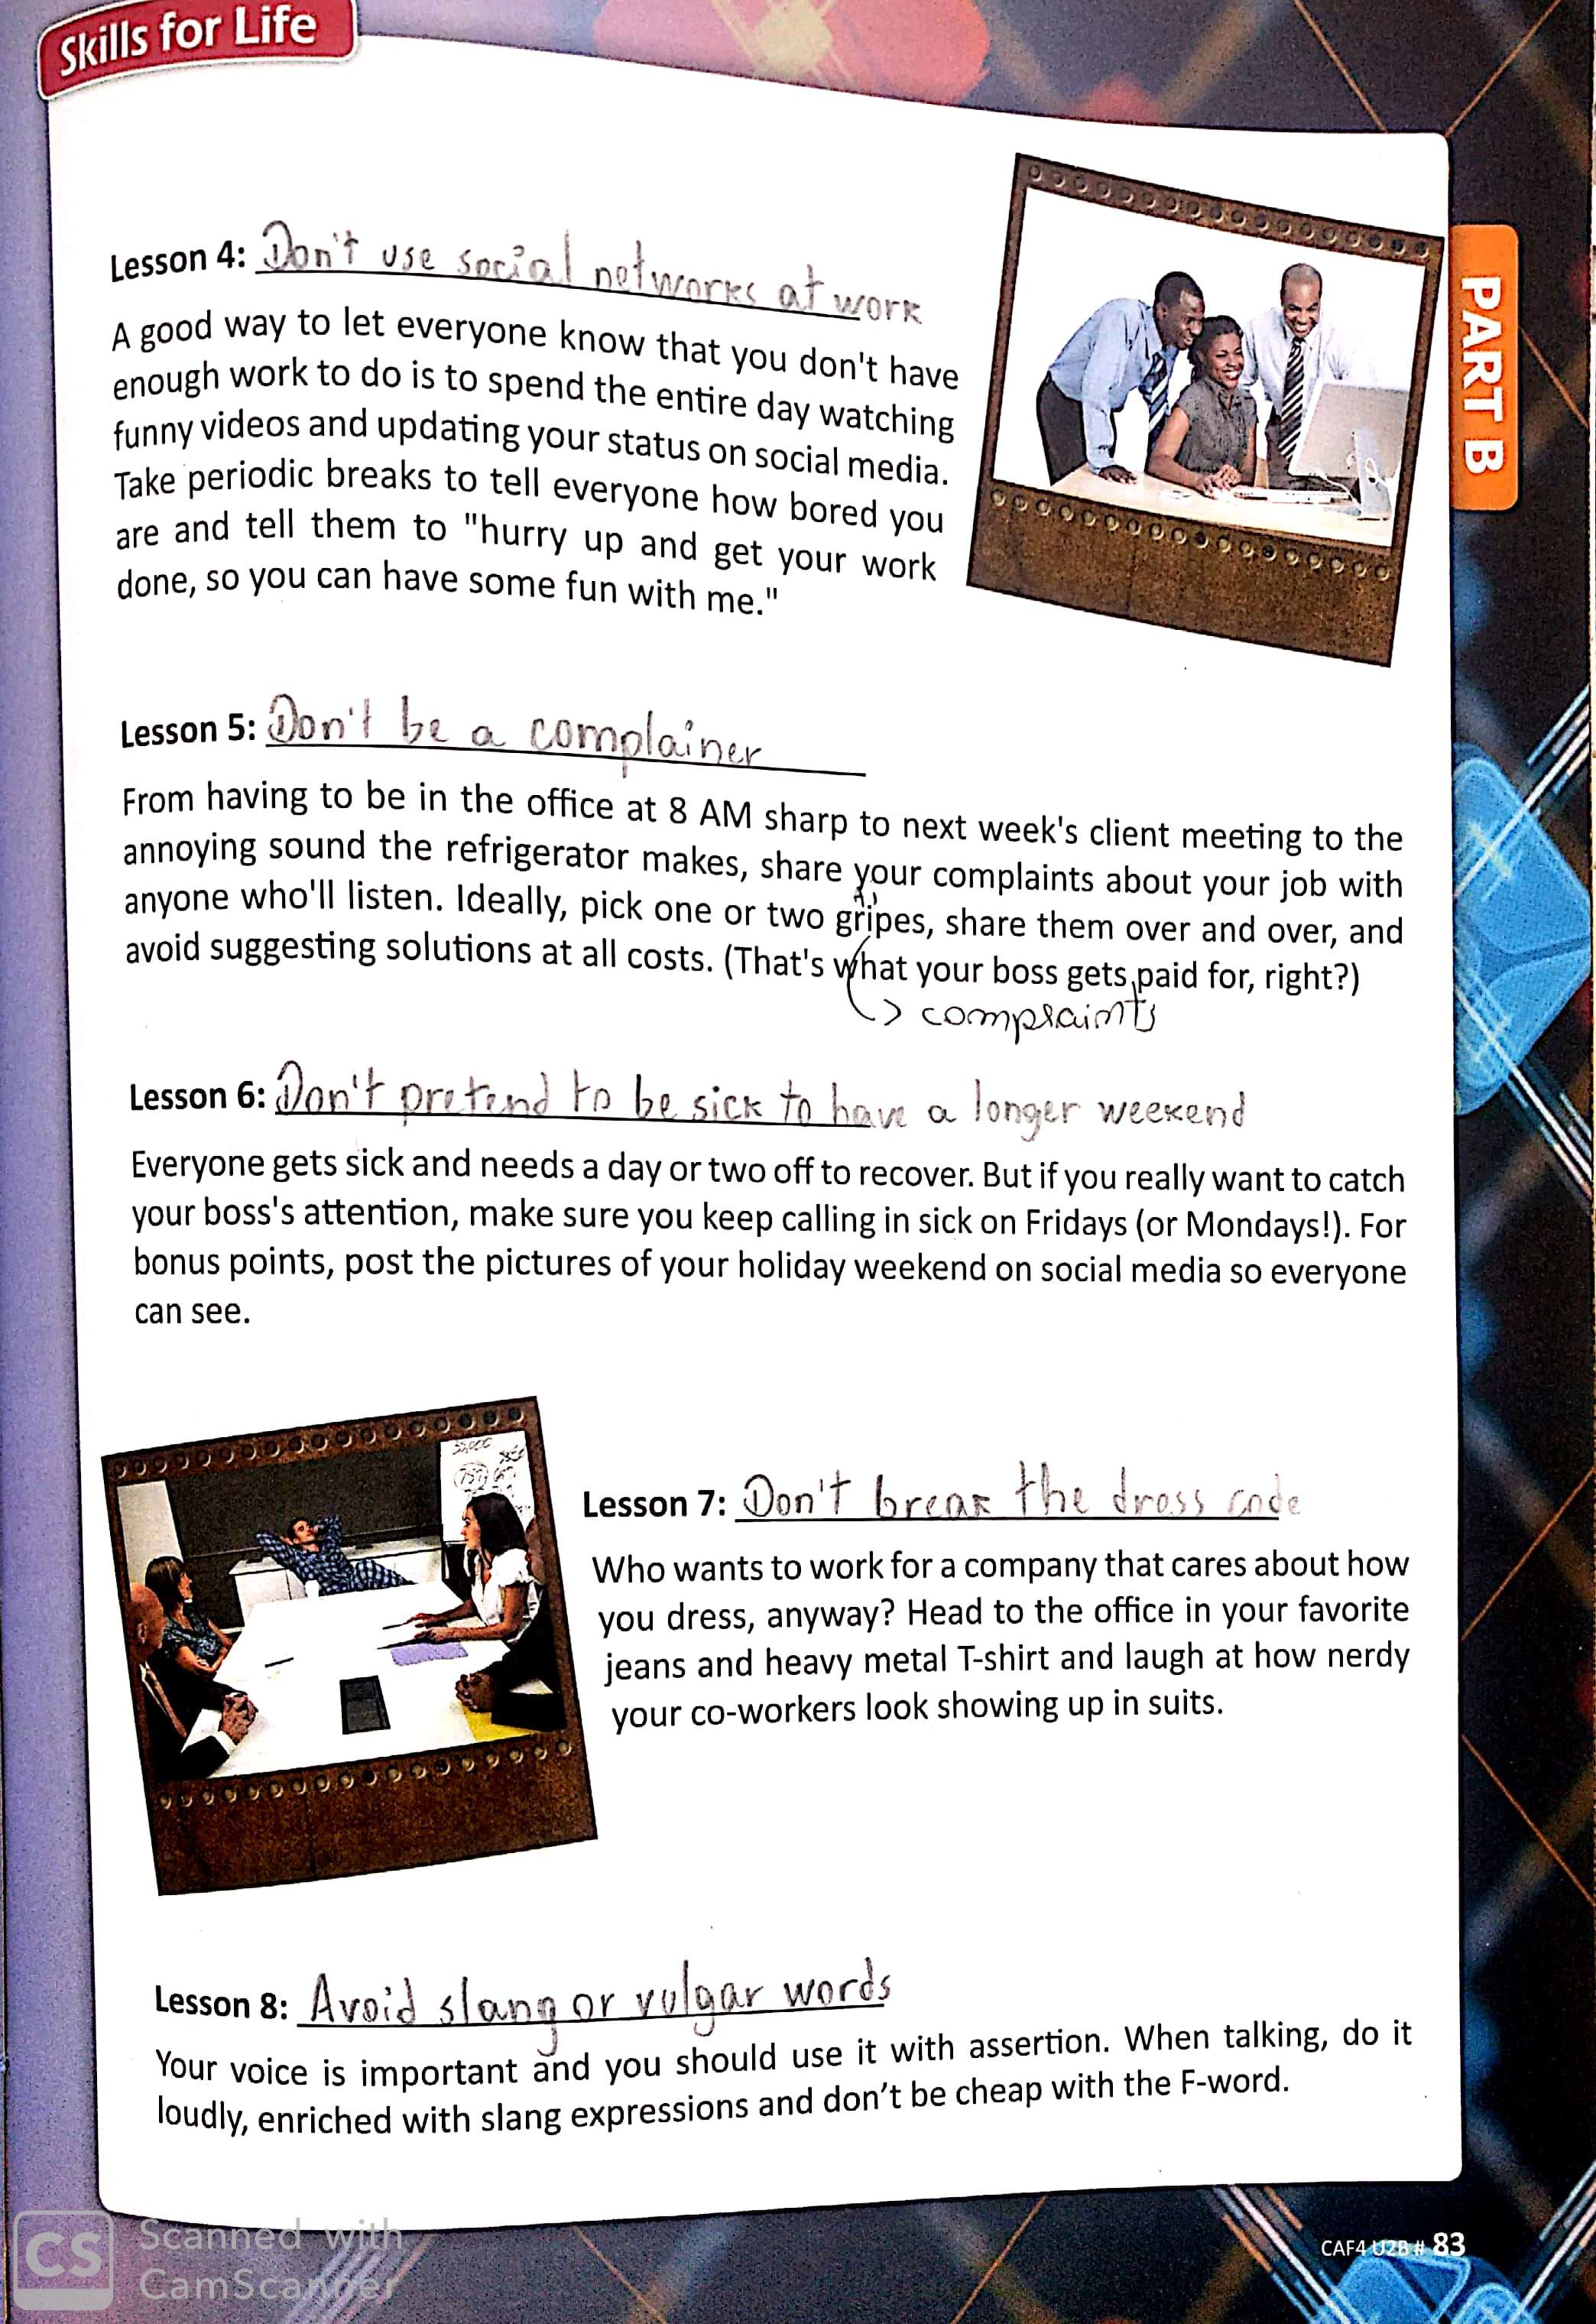 Skills for Life
PART B
Lesson 4: Don't use social networks at work
A good way to let everyone know that you don't have
enough work to do is to spend the entire day watching
funny videos and updating your status on social media.
Take periodic breaks to tell everyone how bored you
are and tell them to "hurry up and get your work
done, so you can have some fun with me."
Lesson 5: Don't be a complainer
From having to be in the office at 8 AM sharp to next week's client meeting to the
annoying sound the refrigerator makes, share your complaints about your job with
anyone who'll listen. Ideally, pick one or two gripes, share them over and over, and
avoid suggesting solutions at all costs. (That's what your boss gets paid for, right?)
complaints
Lesson 6: Don't pretend to be sick to have a longer weekend
Everyone gets sick and needs a day or two off to recover. But if you really want to catch
your boss's attention, make sure you keep calling in sick on Fridays (or Mondays!). For
bonus points, post the pictures of your holiday weekend on social media so everyone
can see.
Lesson 7: Don't break the dress code
Who wants to work for a company that cares about how
you dress, anyway? Head to the office in your favorite
jeans and heavy metal T-shirt and laugh at how nerdy
your co-workers look showing up in suits.
Lesson 8: Avoid slang or vulgar words
Your voice is important and you should use it with assertion. When talking, do it
loudly, enriched with slang expressions and don't be cheap with the F-word.
CAF4 U2B # 83
CS Scanned with
CamScanner